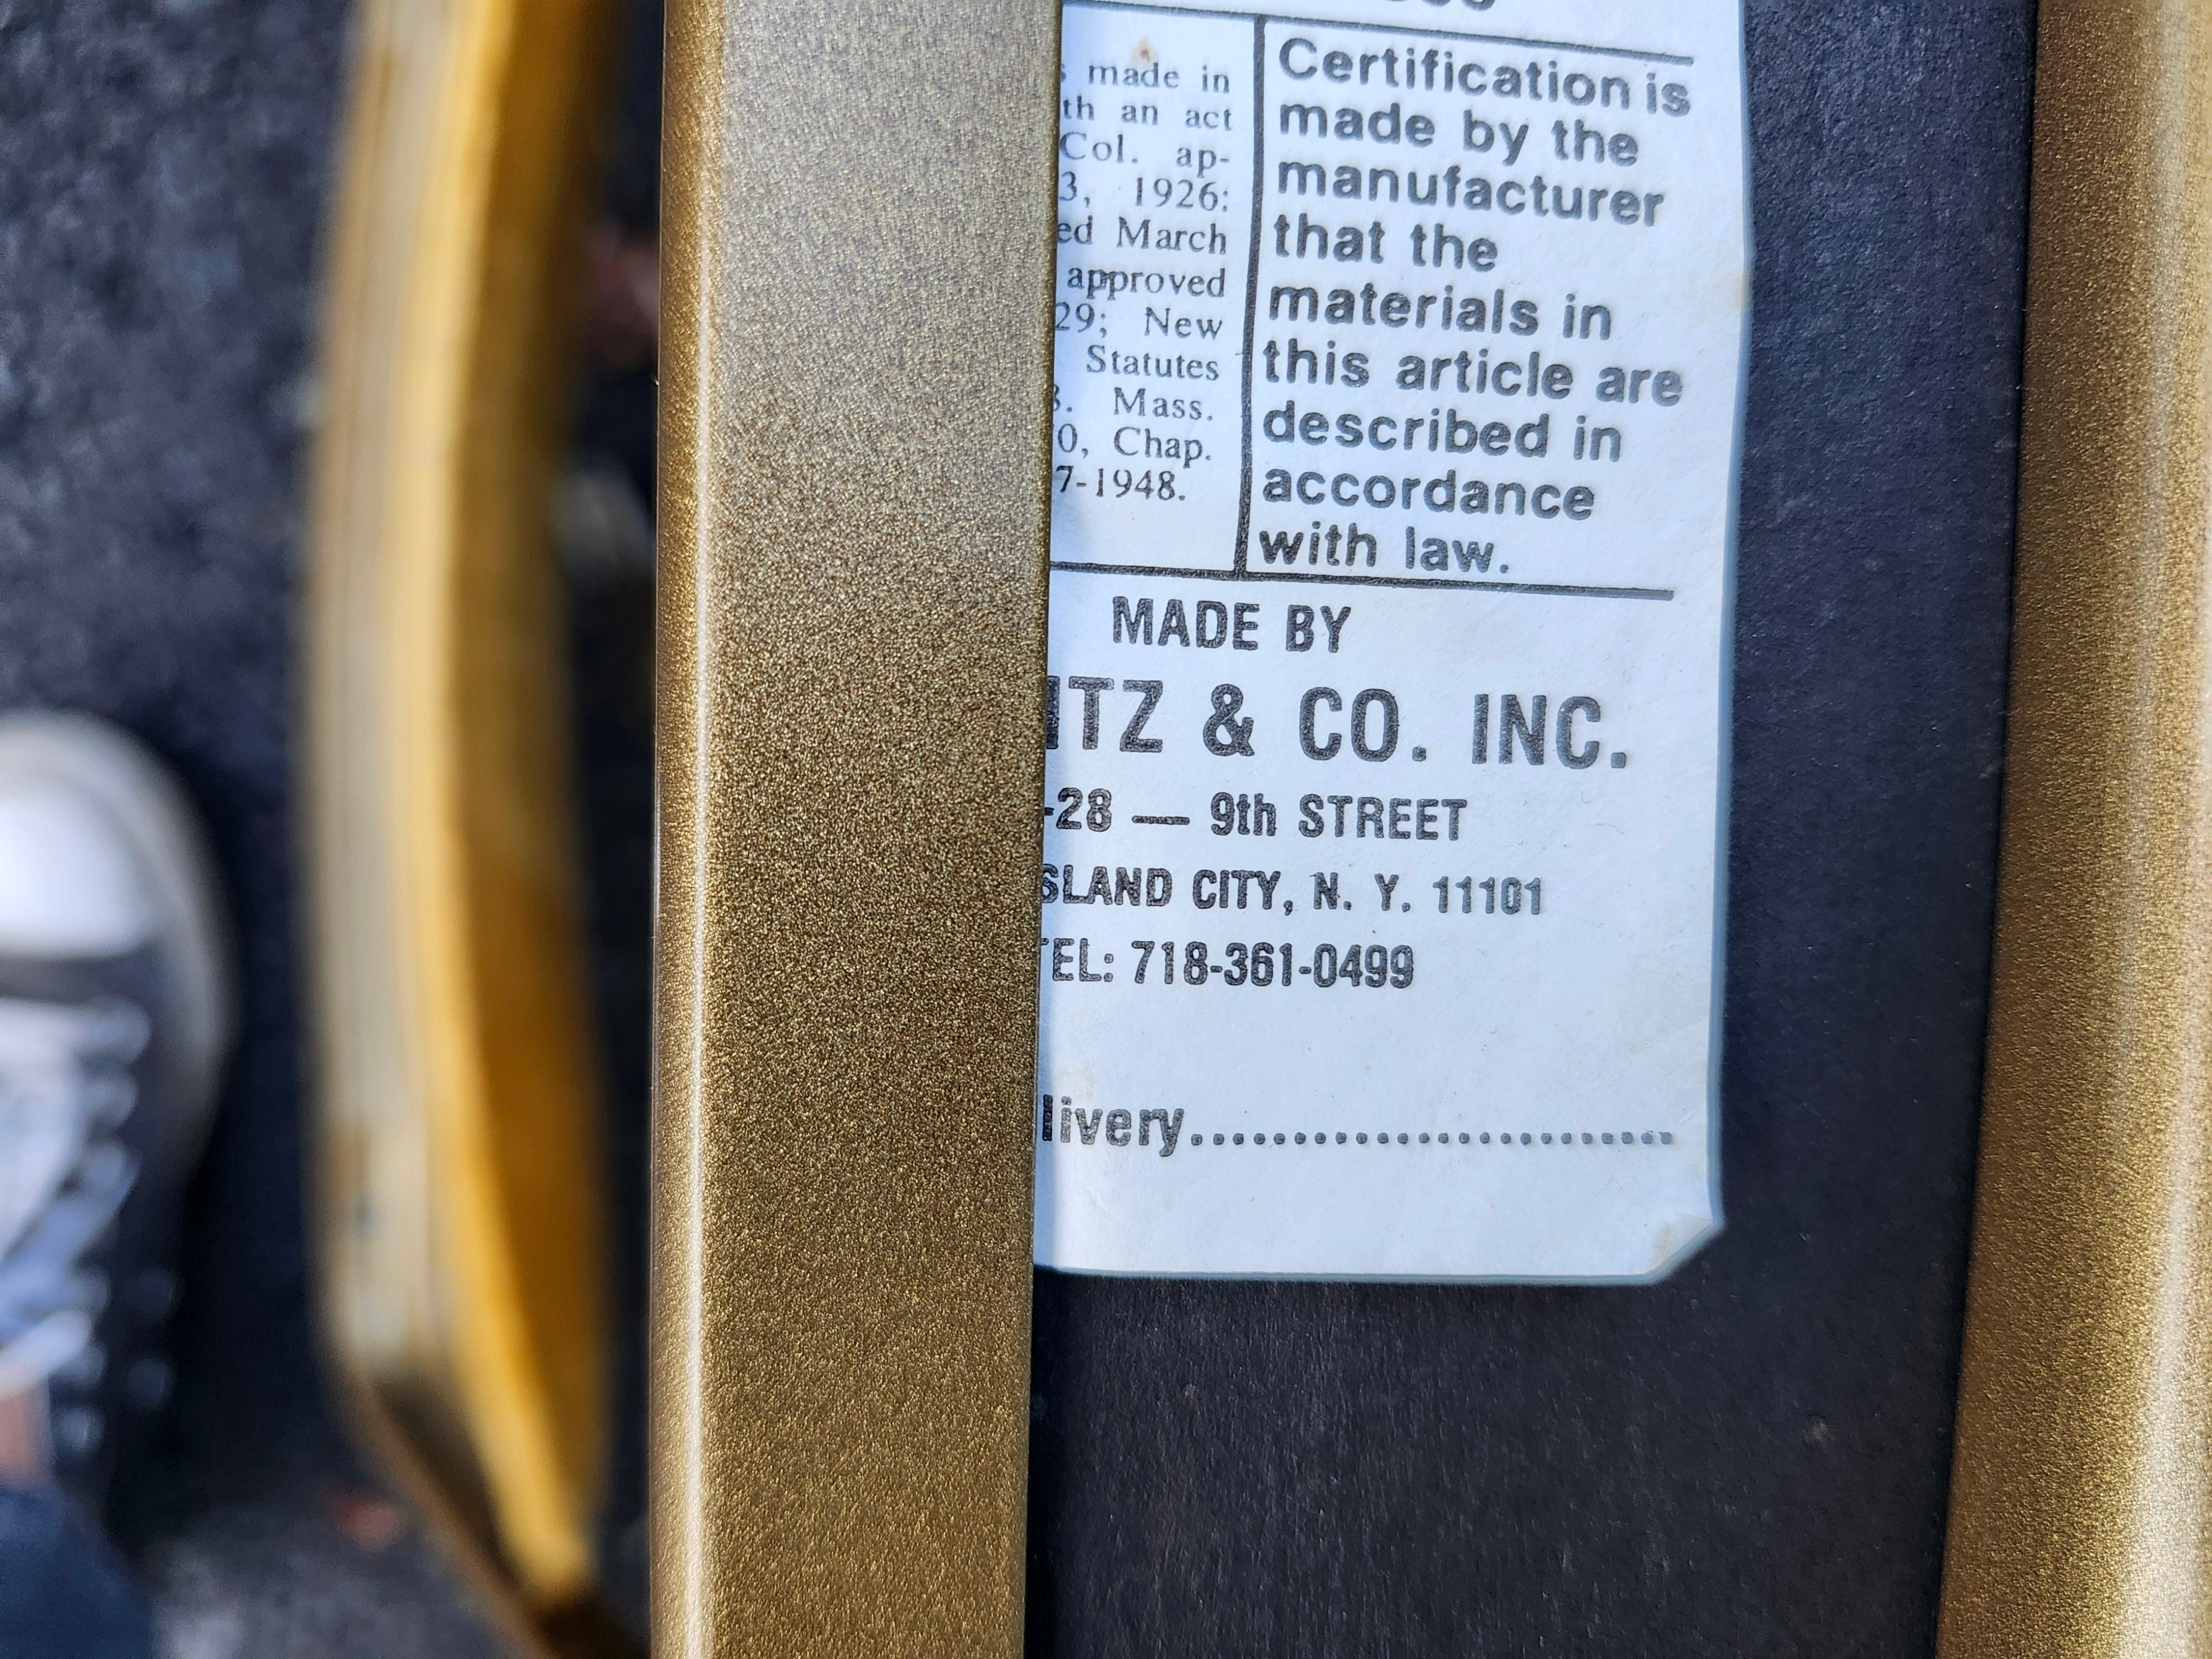 made in
th an act
Col. ap-
3, 1926:
ed March
approved
29; New
Statutes
Mass.
0, Chap.
7-1948.
Certification is
made by the
manufacturer
that the
materials in
this article are
described in
accordance
with law.
MADE BY
ITZ & CO. INC.
-28 — 9th STREET
SLAND CITY, N. Y. 11101
TEL: 718-361-0499
livery........................